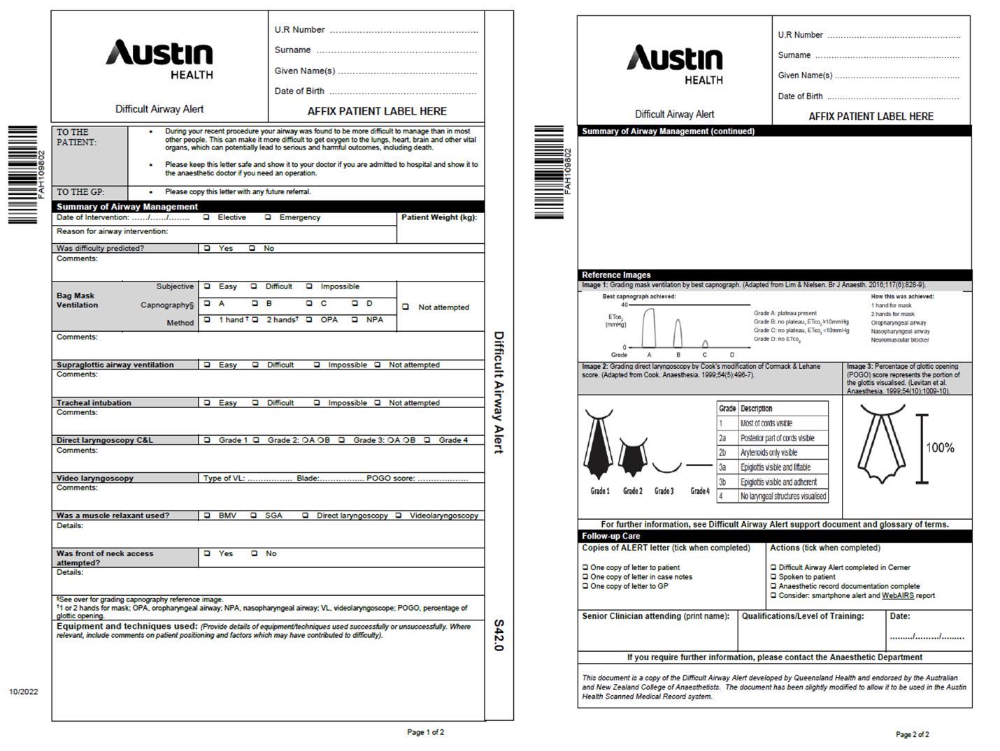 Austin
HEALTH
Difficult Airway Alert
U.R Number ……………………………………………..
Surname ………………………………………………
Given Name(s) ………………………………………..
Date of Birth ………………………………………….
AFFIX PATIENT LABEL HERE
FAH109802
TO THE PATIENT:
• During your recent procedure your airway was found to be more difficult to manage than in most
other people. This can make it more difficult to get oxygen to the lungs, heart, brain and other vital
organs, which can potentially lead to serious and harmful outcomes, including death.
• Please keep this letter safe and show it to your doctor if you are admitted to hospital and show it to
the anaesthetic doctor if you need an operation.
TO THE GP:
• Please copy this letter with any future referral.
Summary of Airway Management
Date of Intervention: ……/……/…….. ❑ Elective ❑ Emergency
Patient Weight (kg):
Reason for airway intervention:
Was difficulty predicted? ❑ Yes ❑ No
Comments:
Bag Mask Ventilation
Subjective ❑ Easy ❑ Difficult ❑ Impossible
Capnography§ ❑ A ❑ B ❑ C ❑ D
Method ❑ 1 hand † ❑ 2 hands† ❑ OPA ❑ NPA
❑ Not attempted
Comments:
Supraglottic airway ventilation ❑ Easy ❑ Difficult ❑ Impossible ❑ Not attempted
Comments:
Tracheal intubation ❑ Easy ❑ Difficult ❑ Impossible ❑ Not attempted
Comments:
Direct laryngoscopy C&L ❑ Grade 1 ❑ Grade 2: ❍A ❍B ❑ Grade 3: ❍A ❍B ❑ Grade 4
Comments:
Video laryngoscopy Type of VL: ……………… Blade:…………….. POGO score: ……………….
Comments:
Was a muscle relaxant used? ❑ BMV ❑ SGA ❑ Direct laryngoscopy ❑ Videolaryngoscopy
Details:
Was front of neck access
attempted? ❑ Yes ❑ No
Details:
§See over for grading capnography reference image.
†1 or 2 hands for mask; OPA, oropharyngeal airway; NPA, nasopharyngeal airway; VL, videolaryngoscope; POGO, percentage of
glottic opening.
Equipment and techniques used: (Provide details of equipment/techniques used successfully or unsuccessfully. Where
relevant, include comments on patient positioning and factors which may have contributed to difficulty).
10/2022
Difficult Airway Alert
S42.0
Page 1 of 2
Austin
HEALTH
Difficult Airway Alert
U.R Number ………………………………………..
Surname ……………………………………………
Given Name(s) ……………………………………..
Date of Birth ………………………………………
AFFIX PATIENT LABEL HERE
FAH109802
Summary of Airway Management (continued)
Reference Images
Image 1: Grading mask ventilation by best capnograph. (Adapted from Lim & Nielsen. Br J Anaesth. 2016;117(6):828-9).
Best capnograph achieved:
40
ETco2
(mmHg)
0
Grade A B C D
Grade A: plateau present
Grade B: no plateau, ETco2 ≥10mmHg
Grade C: no plateau, ETco2 <10mmHg
Grade D: no ETco2
How this was achieved:
1 hand for mask
2 hands for mask
Oropharyngeal airway
Nasopharyngeal airway
Neuromuscular blocker
Image 2: Grading direct laryngoscopy by Cook's modification of Cormack & Lehane
score. (Adapted from Cook. Anaesthesia. 1999;54(5):496-7).
Image 3: Percentage of glottic opening
(POGO) score represents the portion of
the glottis visualised. (Levitan et al.
Anaesthesia. 1999;54(10):1009-10).
Grade 1 Grade 2 Grade 3 Grade 4
Grade Description
1 Most of cords visible
2a Posterior part of cords visible
2b Arytenoids only visible
3a Epiglottis visible and liftable
3b Epiglottis visible and adherent
4 No laryngeal structures visualised
100%
For further information, see Difficult Airway Alert support document and glossary of terms.
Follow-up Care
Copies of ALERT letter (tick when completed)
❑ One copy of letter to patient
❑ One copy of letter in case notes
❑ One copy of letter to GP
Actions (tick when completed)
❑ Difficult Airway Alert completed in Cerner
❑ Spoken to patient
❑ Anaesthetic record documentation complete
❑ Consider: smartphone alert and WebAIRS report
Senior Clinician attending (print name):
Qualifications/Level of Training:
Date:
………/………/………
If you require further information, please contact the Anaesthetic Department
This document is a copy of the Difficult Airway Alert developed by Queensland Health and endorsed by the Australian
and New Zealand College of Anaesthetists. The document has been slightly modified to allow it to be used in the Austin
Health Scanned Medical Record system.
Page 2 of 2